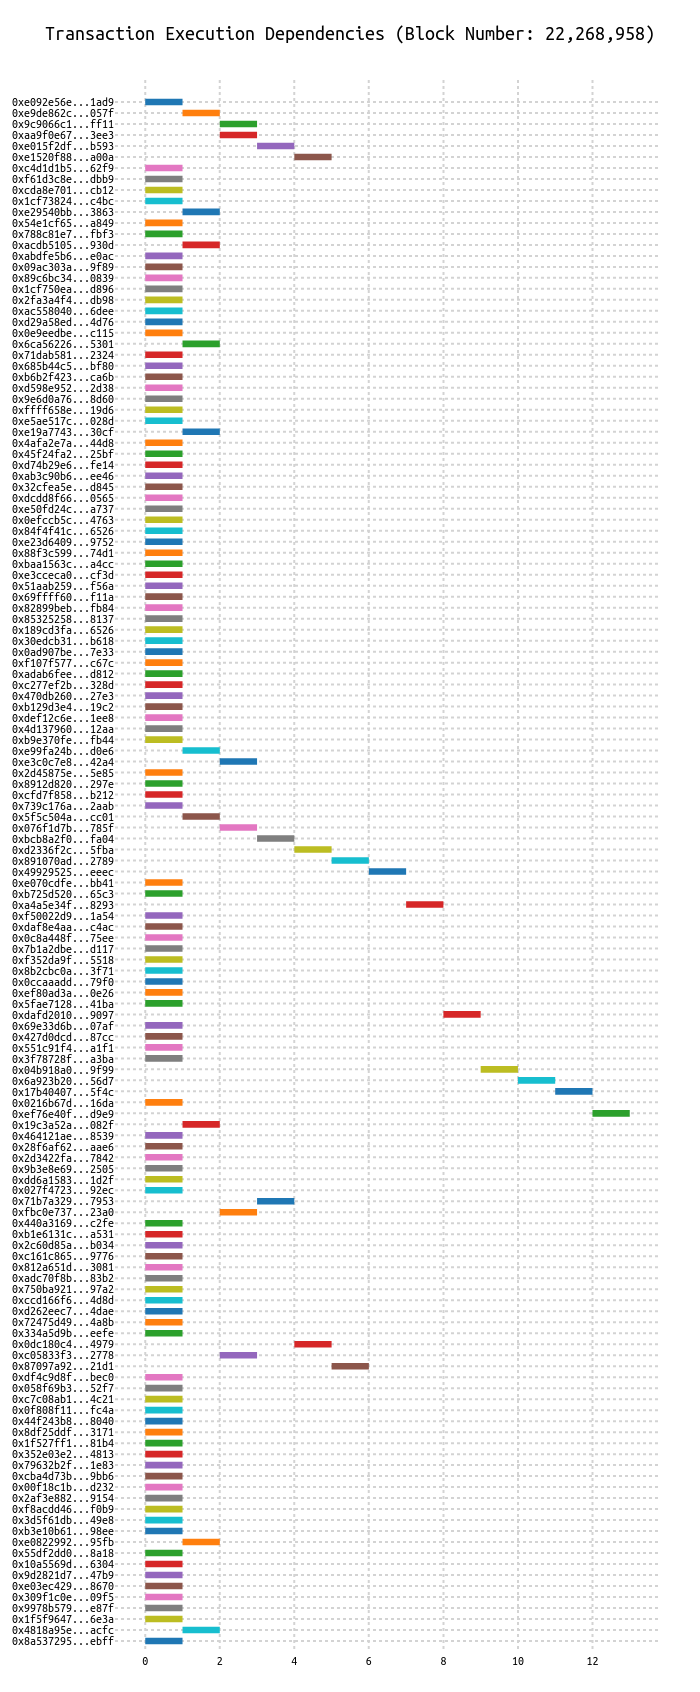 Transaction Execution Dependencies (Block Number: 22,268,958)
0xe092e56e...1ad9
0xe9de862c...057f
0x9c9066c1...ff11
0xaa9f0e67...3ee3
0xe015f2df...b593
0xe1520f88...a00a
0xc4d1d1b5...62f9
0xf61d3c8e...dbb9
0xcda8e701...cb12
0x1cf73824...c4bc
0xe29540bb...3863
0x54e1cf65...a849
0x788c81e7...fbf3
0xacdb5105...930d
0xabdfe5b6...e0ac
0x09ac303a...9f89
0x89c6bc34...0839
0x1cf750ea...d896
0x2fa3a4f4...db98
0xac558040...6dee
0xd29a58ed...4d76
0x0e9eedbe...c115
0x6ca56226...5301
0x71dab581...2324
0x685b44c5...bf80
0xb6b2f423...ca6b
0xd598e952...2d38
0x9e6d0a76...8d60
0xffff658e...19d6
0xe5ae517c...028d
0xe19a7743...30cf
0x4afa2e7a...44d8
0x45f24fa2...25bf
0xd74b29e6...fe14
0xab3c90b6...ee46
0x32cfea5e...d845
0xdcdd8f66...0565
0xe50fd24c...a737
0x0efccb5c...4763
0x84f4f41c...6526
0xe23d6409...9752
0x88f3c599...74d1
0xbaa1563c...a4cc
0xe3cceca0...cf3d
0x51aab259...f56a
0x69ffff60...f11a
0x82899beb...fb84
0x85325258...8137
0x189cd3fa...6526
0x30edcb31...b618
0x0ad907be...7e33
0xf107f577...c67c
0xadab6fee...d812
0xc277ef2b...328d
0x470db260...27e3
0xb129d3e4...19c2
0xdef12c6e...1ee8
0x4d137960...12aa
0xb9e370fe...fb44
0xe99fa24b...d0e6
0xe3c0c7e8...42a4
0x2d45875e...5e85
0x8912d820...297e
0xcfd7f858...b212
0x739c176a...2aab
0x5f5c504a...cc01
0x076f1d7b...785f
0xbcb8a2f0...fa04
0xd2336f2c...5fba
0x891070ad...2789
0x49929525...eeec
0xe070cdfe...bb41
0xb725d520...65c3
0xa4a5e34f...8293
0xf50022d9...1a54
0xdaf8e4aa...c4ac
0x0c8a448f...75ee
0x7b1a2dbe...d117
0xf352da9f...5518
0x8b2cbc0a...3f71
0x0ccaaadd...79f0
0xef80ad3a...0e26
0x5fae7128...41ba
0xdafd2010...9097
0x69e33d6b...07af
0x427d0dcd...87cc
0x551c91f4...a1f1
0x3f78728f...a3ba
0x04b918a0...9f99
0x6a923b20...56d7
0x17b40407...5f4c
0x0216b67d...16da
0xef76e40f...d9e9
0x19c3a52a...082f
0x464121ae...8539
0x28f6af62...aae6
0x2d3422fa...7842
0x9b3e8e69...2505
0xdd6a1583...1d2f
0x027f4723...92ec
0x71b7a329...7953
0xfbc0e737...23a0
0x440a3169...c2fe
0xb1e6131c...a531
0x2c60d85a...b034
0xc161c865...9776
0x812a651d...3081
0xadc70f8b...83b2
0x750ba921...97a2
0xccd166f6...4d8d
0xd262eec7...4dae
0x72475d49...4a8b
0x334a5d9b...eefe
0x0dc180c4...4979
0xc05833f3...2778
0x87097a92...21d1
0xdf4c9d8f...bec0
0x058f69b3...52f7
0xc7c08ab1...4c21
0x0f808f11...fc4a
0x44f243b8...8040
0x8df25ddf...3171
0x1f527ff1...81b4
0x352e03e2...4813
0x79632b2f...1e83
0xcba4d73b...9bb6
0x00f18c1b...d232
0x2af3e882...9154
0xf8acdd46...f0b9
0x3d5f61db...49e8
0xb3e10b61...98ee
0xe0822992...95fb
0x55df2dd0...8a18
0x10a5569d...6304
0x9d2821d7...47b9
0xe03ec429...8670
0x309f1c0e...09f5
0x9978b579...e87f
0x1f5f9647...6e3a
0x4818a95e...acfc
0x8a537295...ebff
0 2 4 6 8 10 12